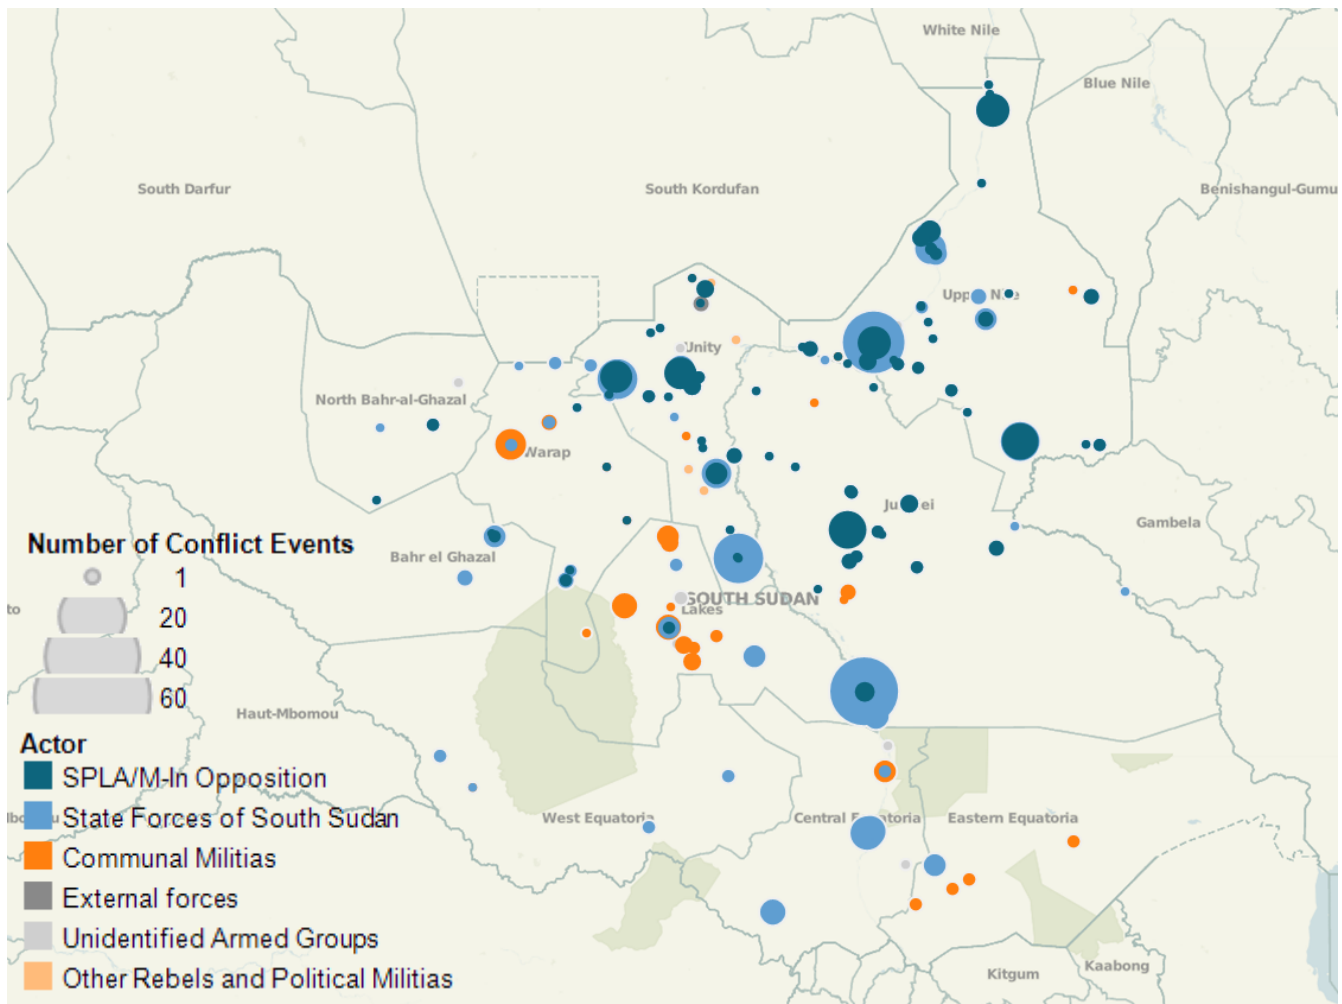 White Nile
Blue Nile
South Darfur
South Kordufan
Benishangul-Gumu
Unity
North Bahr-al-Ghazal
Warap
Gambela
Number of Conflict Events
Bahr el Ghazal
1
SOUTH SUDAN
to
Lakes
20
40
60
Haut-Mbomou
Actor
SPLA/M-In Opposition
State Forces of South Sudan
West Equatoria
Eastern Equatoria
Central
Communal Militias
External forces
Unidentified Armed Groups
Other Rebels and Political Militias
Kitgum
Kaabong